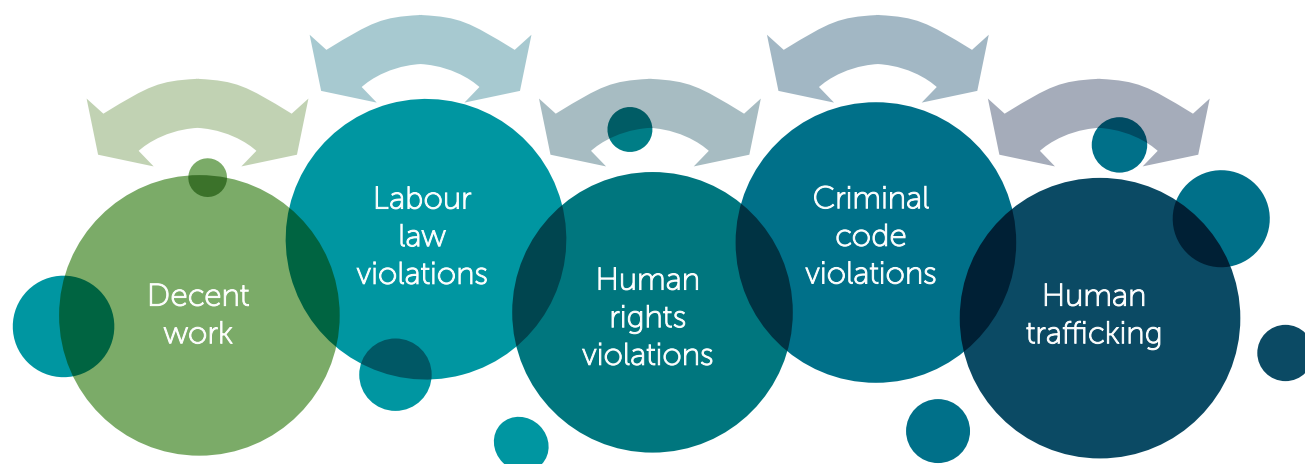 Decent
work
Labour
law
violations
Human
rights
violations
Criminal
code
violations
Human
trafficking